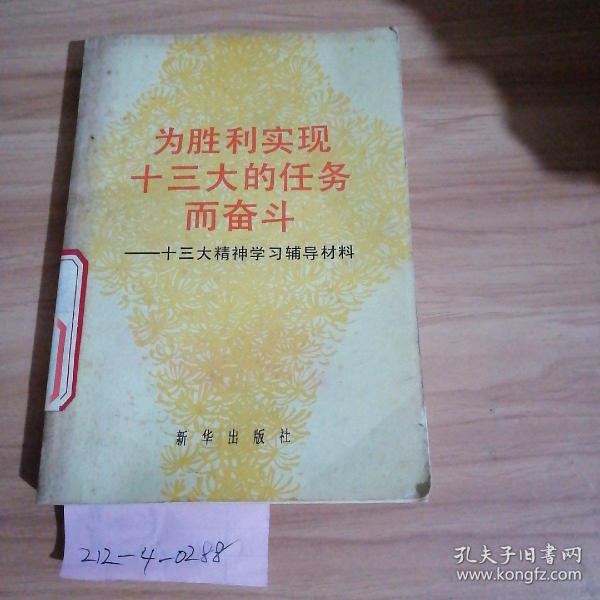 为胜利实现
十三大的任务
而奋斗
——十三大精神学习辅导材料
新华出版社
212-4-0288
孔夫子旧书网
www.kongfz.com